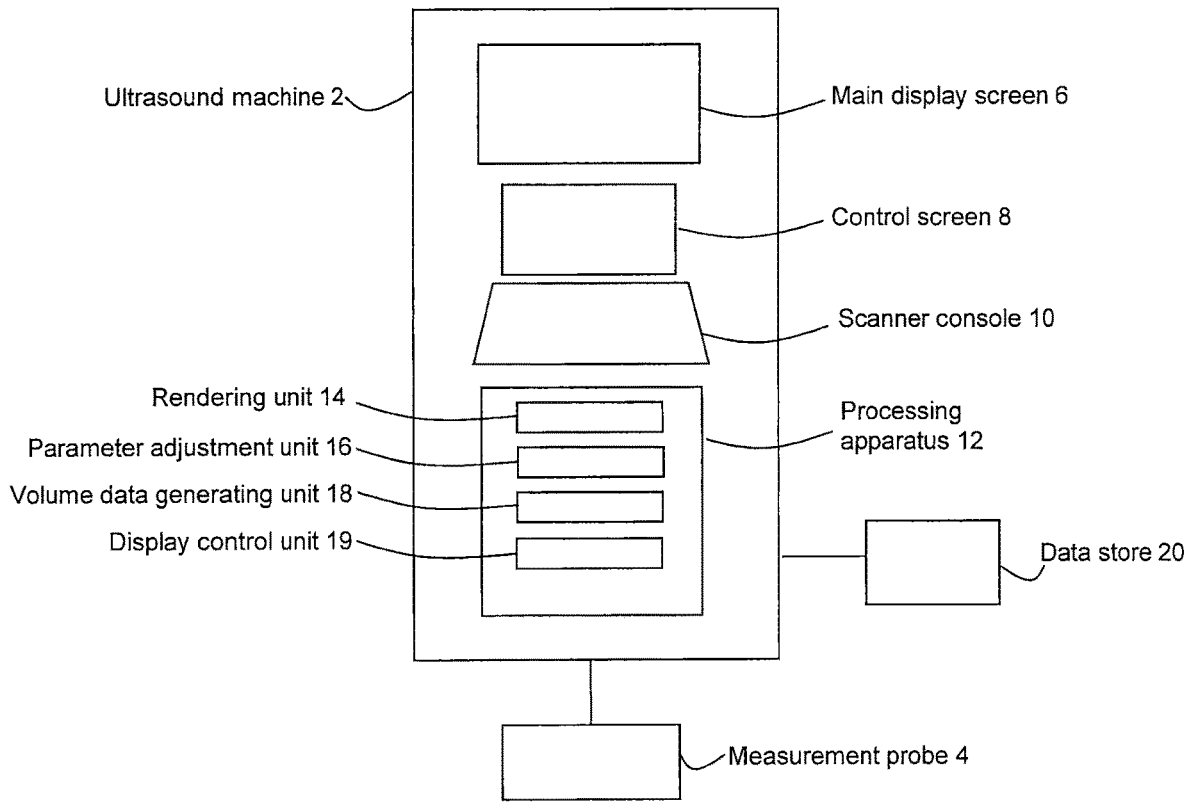 Ultrasound machine 2
Main display screen 6
Control screen 8
Scanner console 10
Rendering unit 14
Processing
apparatus 12
Parameter adjustment unit 16
Volume data generating unit 18
Display control unit 19
Data store 20
Measurement probe 4